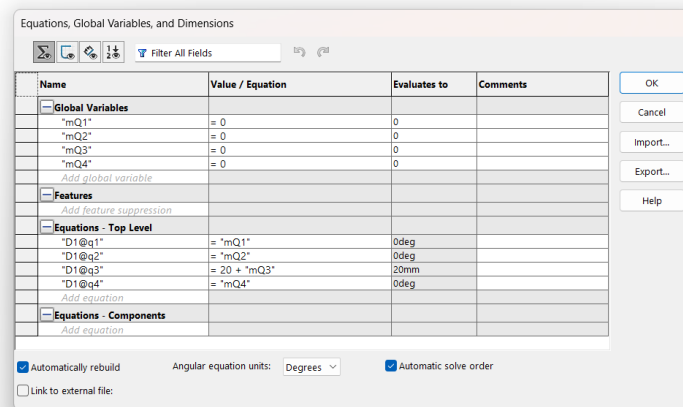 Equations, Global Variables, and Dimensions
Filter All Fields
Name Value / Equation Evaluates to Comments
Global Variables
"mQ1" = 0 0
"mQ2" = 0 0
"mQ3" = 0 0
"mQ4" = 0 0
Add global variable
Features
Add feature suppression
Equations - Top Level
"D1@q1" = "mQ1" 0deg
"D1@q2" = "mQ2" 0deg
"D1@q3" = 20 + "mQ3" 20mm
"D1@q4" = "mQ4" 0deg
Add equation
Equations - Components
Add equation
OK
Cancel
Import...
Export...
Help
Automatically rebuild Angular equation units: Degrees Automatic solve order
Link to external file: